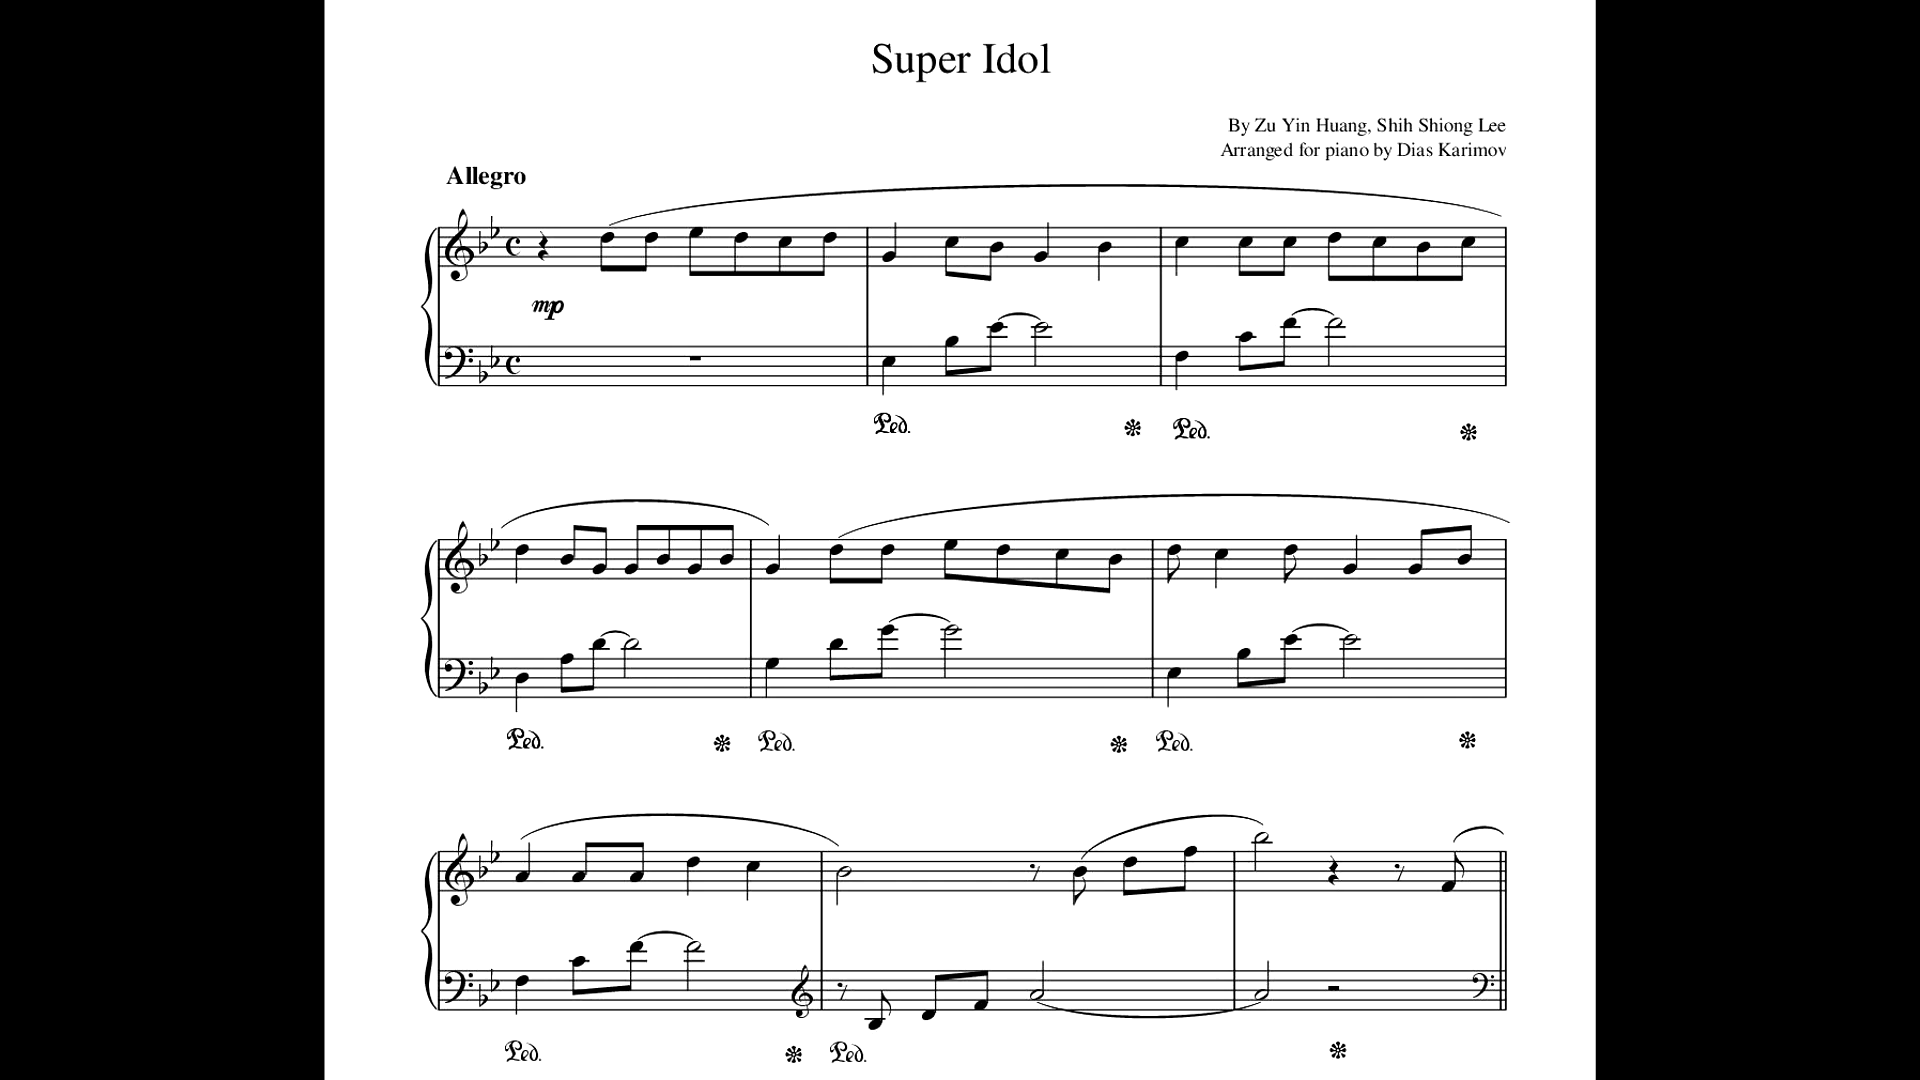 Super Idol
By Zu Yin Huang, Shih Shiong Lee
Arranged for piano by Dias Karimov
Allegro
mp
Ped. Ped.
Ped. Ped. Ped.
Ped. Ped.